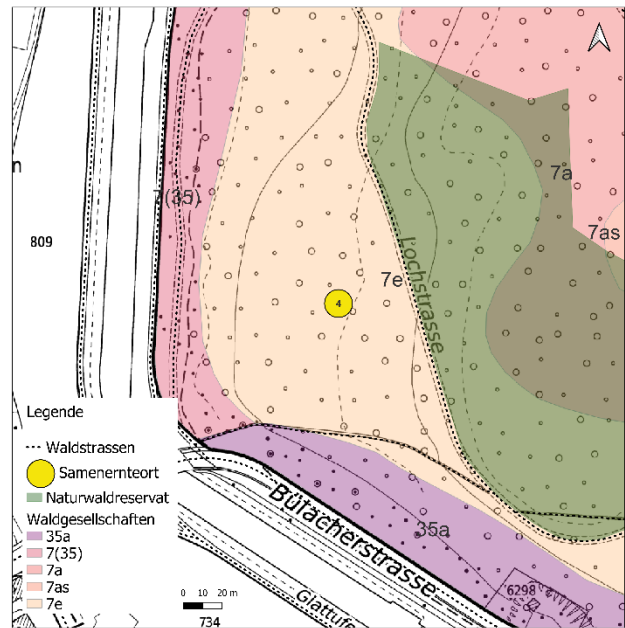 7a
7(35)
7as
809
Lochstrasse
7e
4
Legende
Waldstrassen
Samenernteort
Naturwaldreservat
Waldgesellschaften
35a
7(35)
7a
7as
7e
Bülacherstrasse
35a
6298
0 10 20 m
734
Glattufe
n